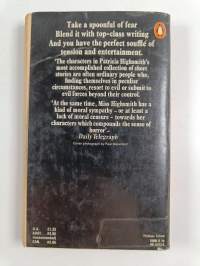 Take a spoonful of fear
Blend it with top-class writing
And you have the perfect soufflé of
tension and entertainment.
'The characters in Patricia Highsmith's
most accomplished collection of short
stories are often ordinary people who,
finding themselves in peculiar
circumstances, resort to evil or submit to
evil forces beyond their control.
'At the same time, Miss Highsmith has a
kind of moral sympathy – or at least a
lack of moral censure – towards her
characters which compounds the sense of
horror' –
Daily Telegraph
Cover photograph by Paul
U.K.